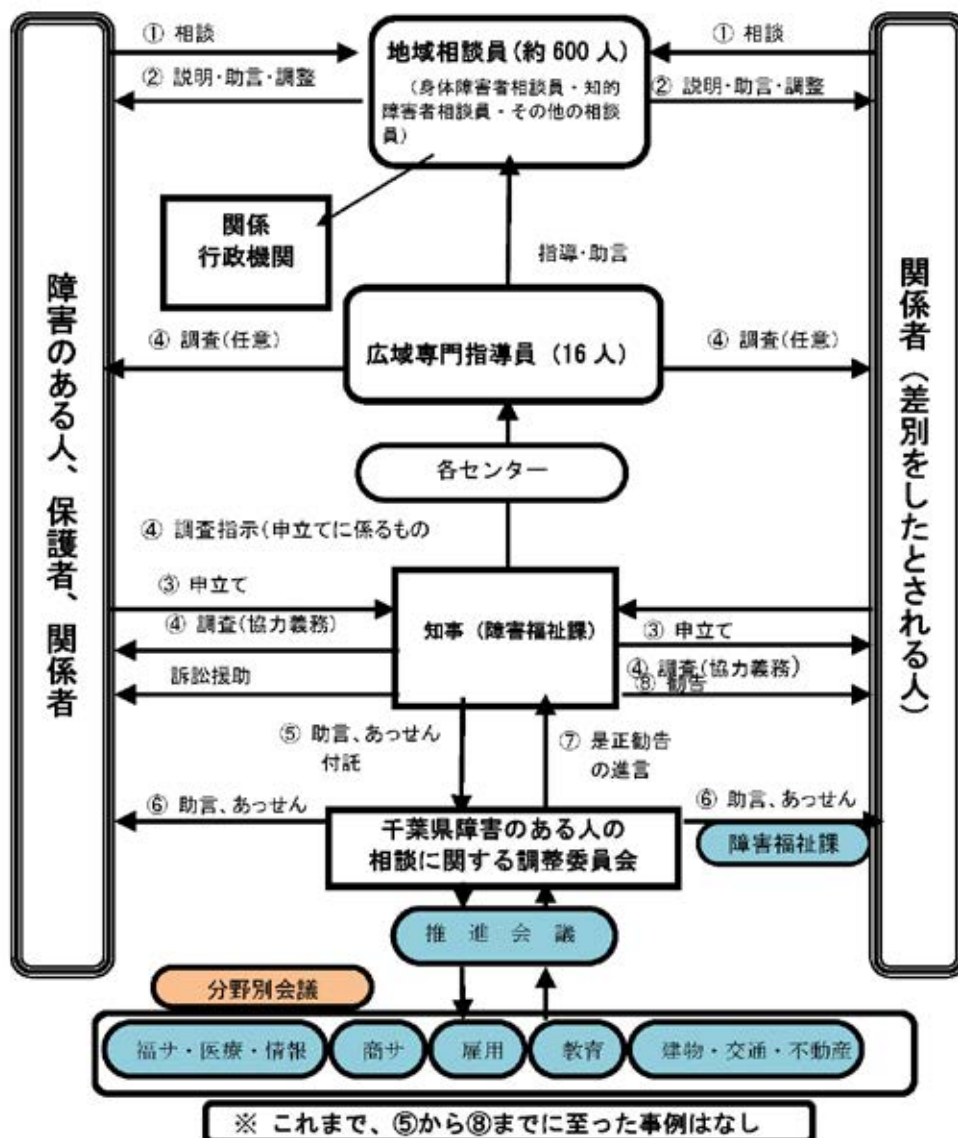 ① 相談
地域相談員(約600人)
① 相談
② 説明・助言・調整
（身体障害者相談員・知的
障害者相談員・その他の相談
員）
② 説明・助言・調整
関係
行政機関
指導・助言
障害のある人、保護者、関係者
関係者（差別をしたとされる人）
④ 調査(任意)
広域専門指導員（16人）
④ 調査(任意)
各センター
④ 調査指示(申立てに係るもの
③ 申立て
知事（障害福祉課）
③ 申立て
④ 調査(協力義務)
④ 調査(協力義務)
訴訟援助
⑧ 勧告
⑤ 助言、あっせん
付託
⑦ 是正勧告
の進言
⑥ 助言、あっせん
⑥ 助言、あっせん
千葉県障害のある人の
相談に関する調整委員会
障害福祉課
推 進 会 議
分野別会議
福サ・医療・情報
商サ
雇用
教育
建物・交通・不動産
※ これまで、⑤から⑧までに至った事例はなし